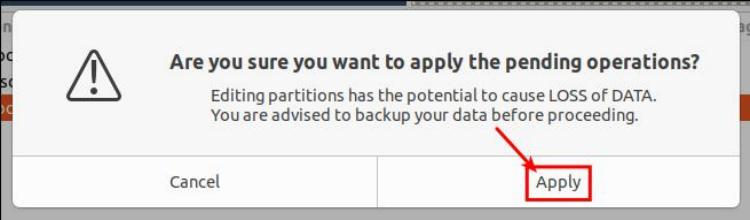 Are you sure you want to apply the pending operations?
Editing partitions has the potential to cause LOSS of DATA.
You are advised to backup your data before proceeding.
Cancel
Apply